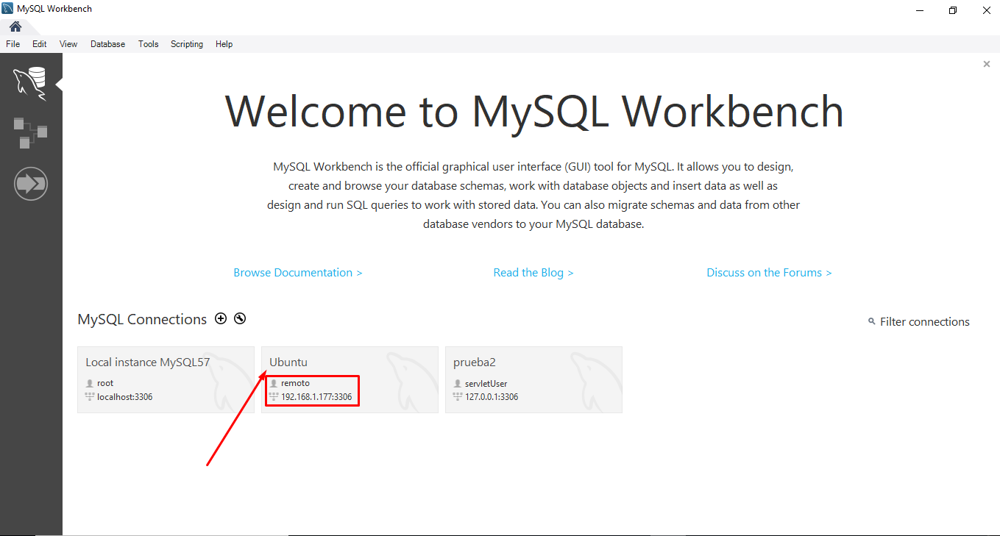 MySQL Workbench
File Edit View Database Tools Scripting Help
Welcome to MySQL Workbench
MySQL Workbench is the official graphical user interface (GUI) tool for MySQL. It allows you to design,
create and browse your database schemas, work with database objects and insert data as well as
design and run SQL queries to work with stored data. You can also migrate schemas and data from other
database vendors to your MySQL database.
Browse Documentation > Read the Blog > Discuss on the Forums >
MySQL Connections
Filter connections
Local instance MySQL57
root
localhost:3306
Ubuntu
remoto
192.168.1.177:3306
prueba2
servletUser
127.0.0.1:3306